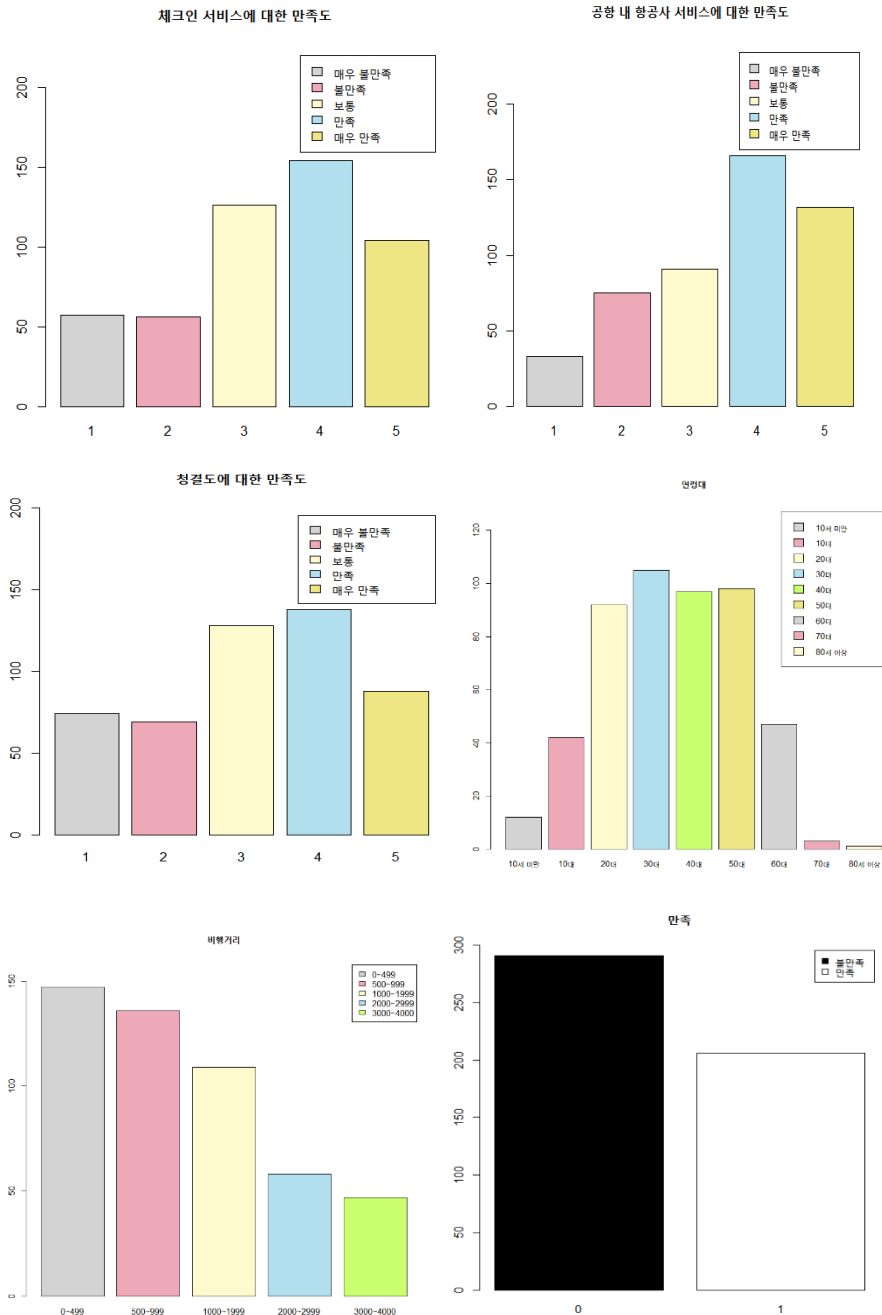 체크인 서비스에 대한 만족도
매우 불만족
불만족
보통
만족
매우 만족
200
150
100
50
0
1 2 3 4 5
공항 내 항공사 서비스에 대한 만족도
매우 불만족
불만족
보통
만족
매우 만족
200
150
100
50
0
1 2 3 4 5
청결도에 대한 만족도
매우 불만족
불만족
보통
만족
매우 만족
200
150
100
50
0
1 2 3 4 5
연령대
10세 미만
10대
20대
30대
40대
50대
60대
70대
80세 이상
120
100
80
60
40
20
0
10세 미만 10대 20대 30대 40대 50대 60대 70대 80세 이상
비행거리
0-499
500-999
1000-1999
2000-2999
3000-4000
150
100
50
0
0-499 500-999 1000-1999 2000-2999 3000-4000
만족
불만족
만족
300
250
200
150
100
50
0
0 1